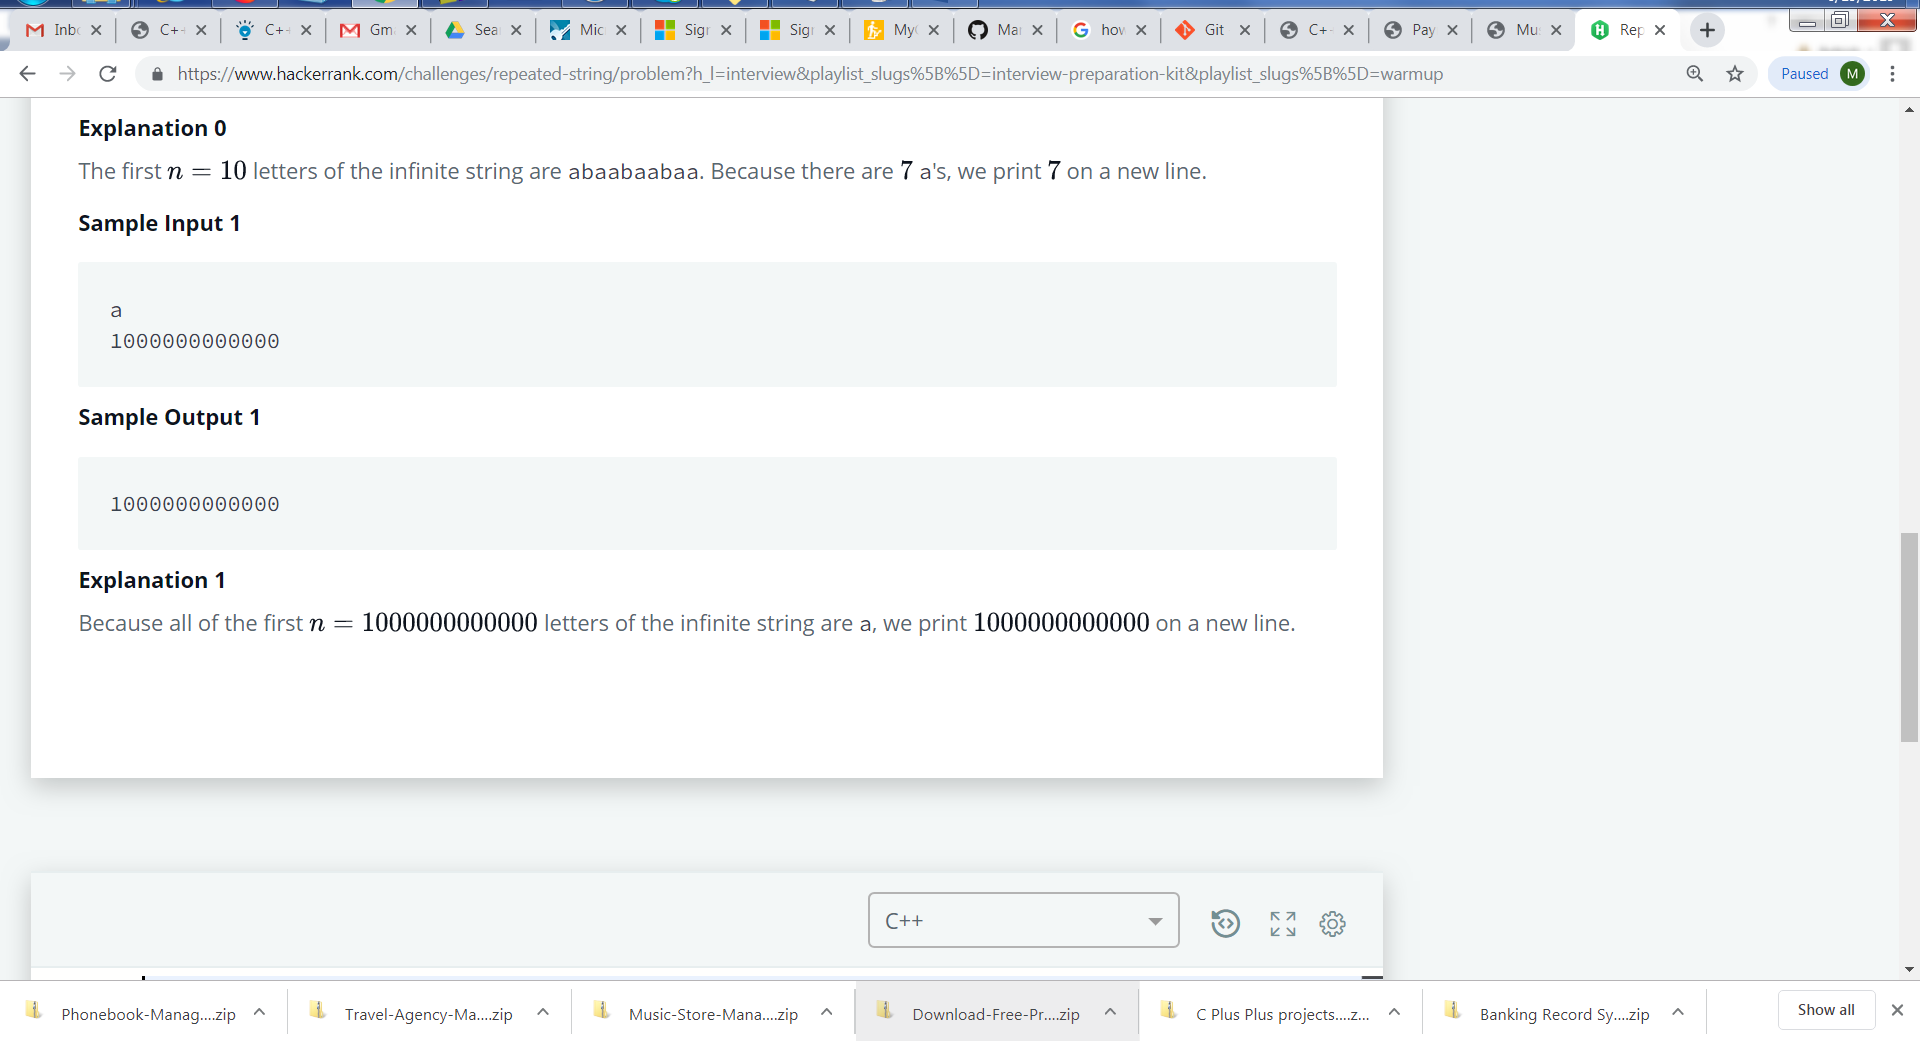 Inbo
C++
C++
Gm
Sea
Mic
Sign
Sign
My
Mar
how
Git
C++
Pay
Mus
Rep
https://www.hackerrank.com/challenges/repeated-string/problem?h_l=interview&playlist_slugs%5B%5D=interview-preparation-kit&playlist_slugs%5B%5D=warmup
Paused M
Explanation 0
The first n = 10 letters of the infinite string are abaabaabaa. Because there are 7 a's, we print 7 on a new line.
Sample Input 1
a
1000000000000
Sample Output 1
1000000000000
Explanation 1
Because all of the first n = 1000000000000 letters of the infinite string are a, we print 1000000000000 on a new line.
C++
Phonebook-Manag....zip
Travel-Agency-Ma....zip
Music-Store-Mana....zip
Download-Free-Pr....zip
C Plus Plus projects....z...
Banking Record Sy....zip
Show all